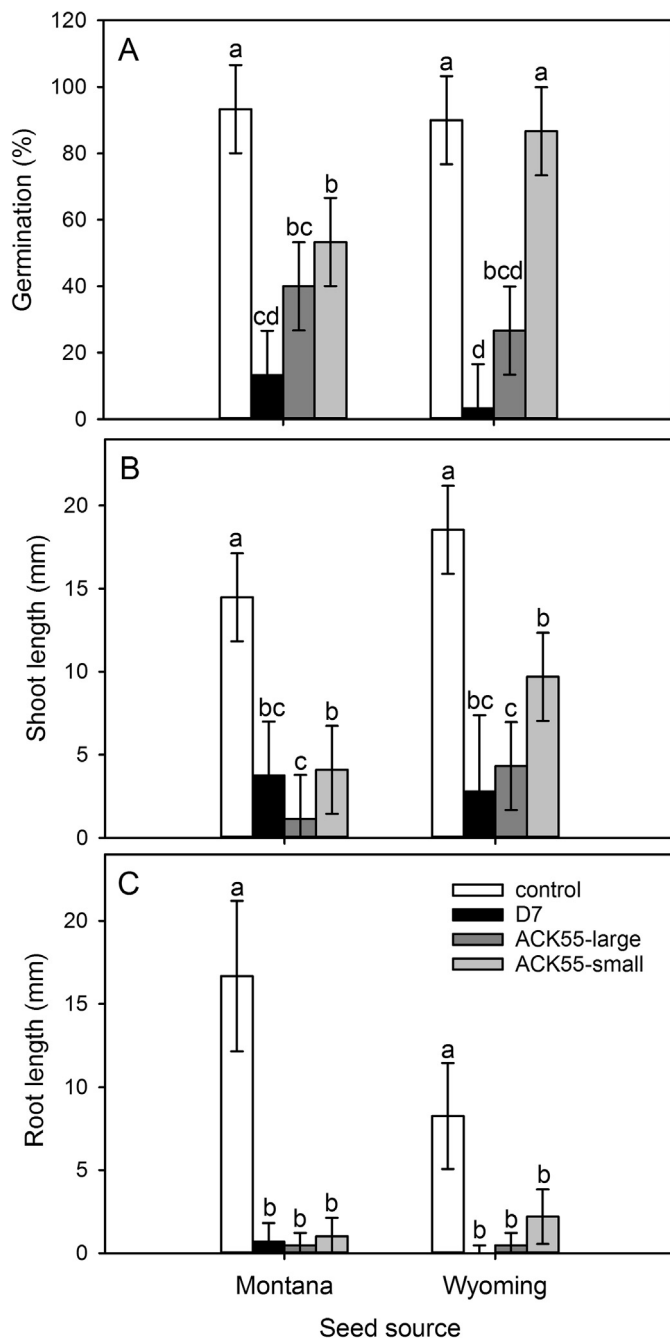 A
Germination (%)
120
100
80
60
40
20
0
a
cd
bc
b
a
d
bcd
a
B
Shoot length (mm)
20
15
10
5
0
a
bc
c
b
a
bc
c
b
C
Root length (mm)
20
15
10
5
0
a
b
b
b
a
b
b
b
control
D7
ACK55-large
ACK55-small
Montana
Wyoming
Seed source